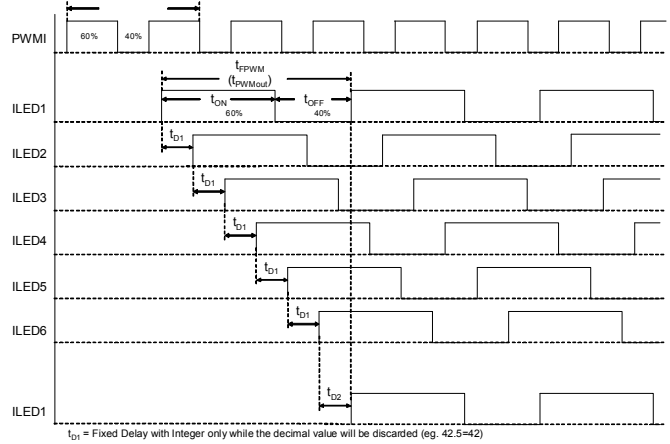 PWMI
60%
40%
tFPWM
(tPWMout)
tON
tOFF
ILED1
60%
40%
tD1
ILED2
tD1
ILED3
tD1
ILED4
tD1
ILED5
tD1
ILED6
tD2
ILED1
tD1 = Fixed Delay with Integer only while the decimal value will be discarded (eg. 42.5=42)